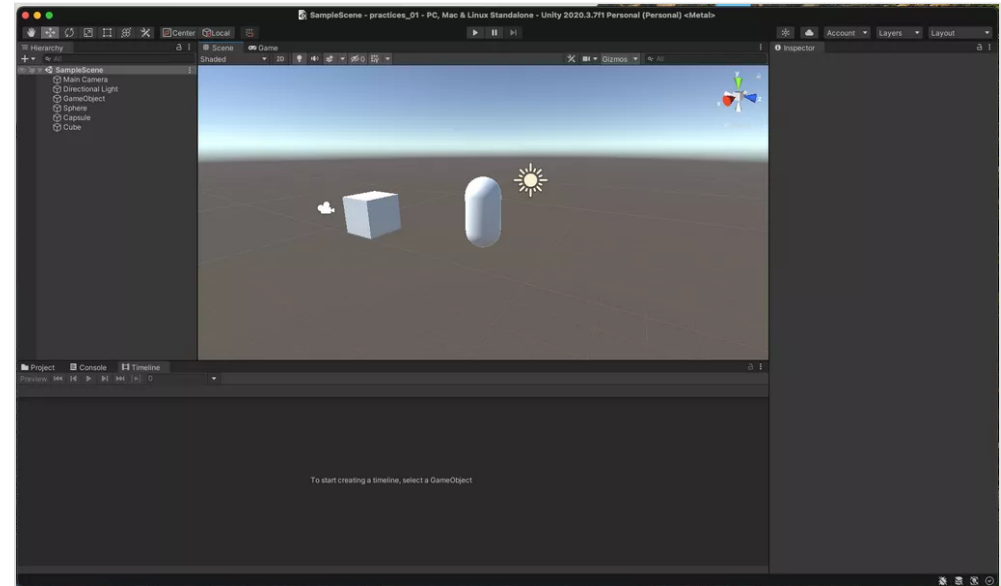 SampleScene - practices_01 - PC, Mac & Linux Standalone - Unity 2020.3.7f1 Personal (Personal) <Metal>
Center Local Account Layers Layout
Hierarchy Scene Game Inspector
All Shaded 2D 0 Gizmos All
SampleScene
Main Camera
Directional Light
GameObject
Sphere
Capsule
Cube
y
x z
Project Console Timeline
Preview 0
To start creating a timeline, select a GameObject